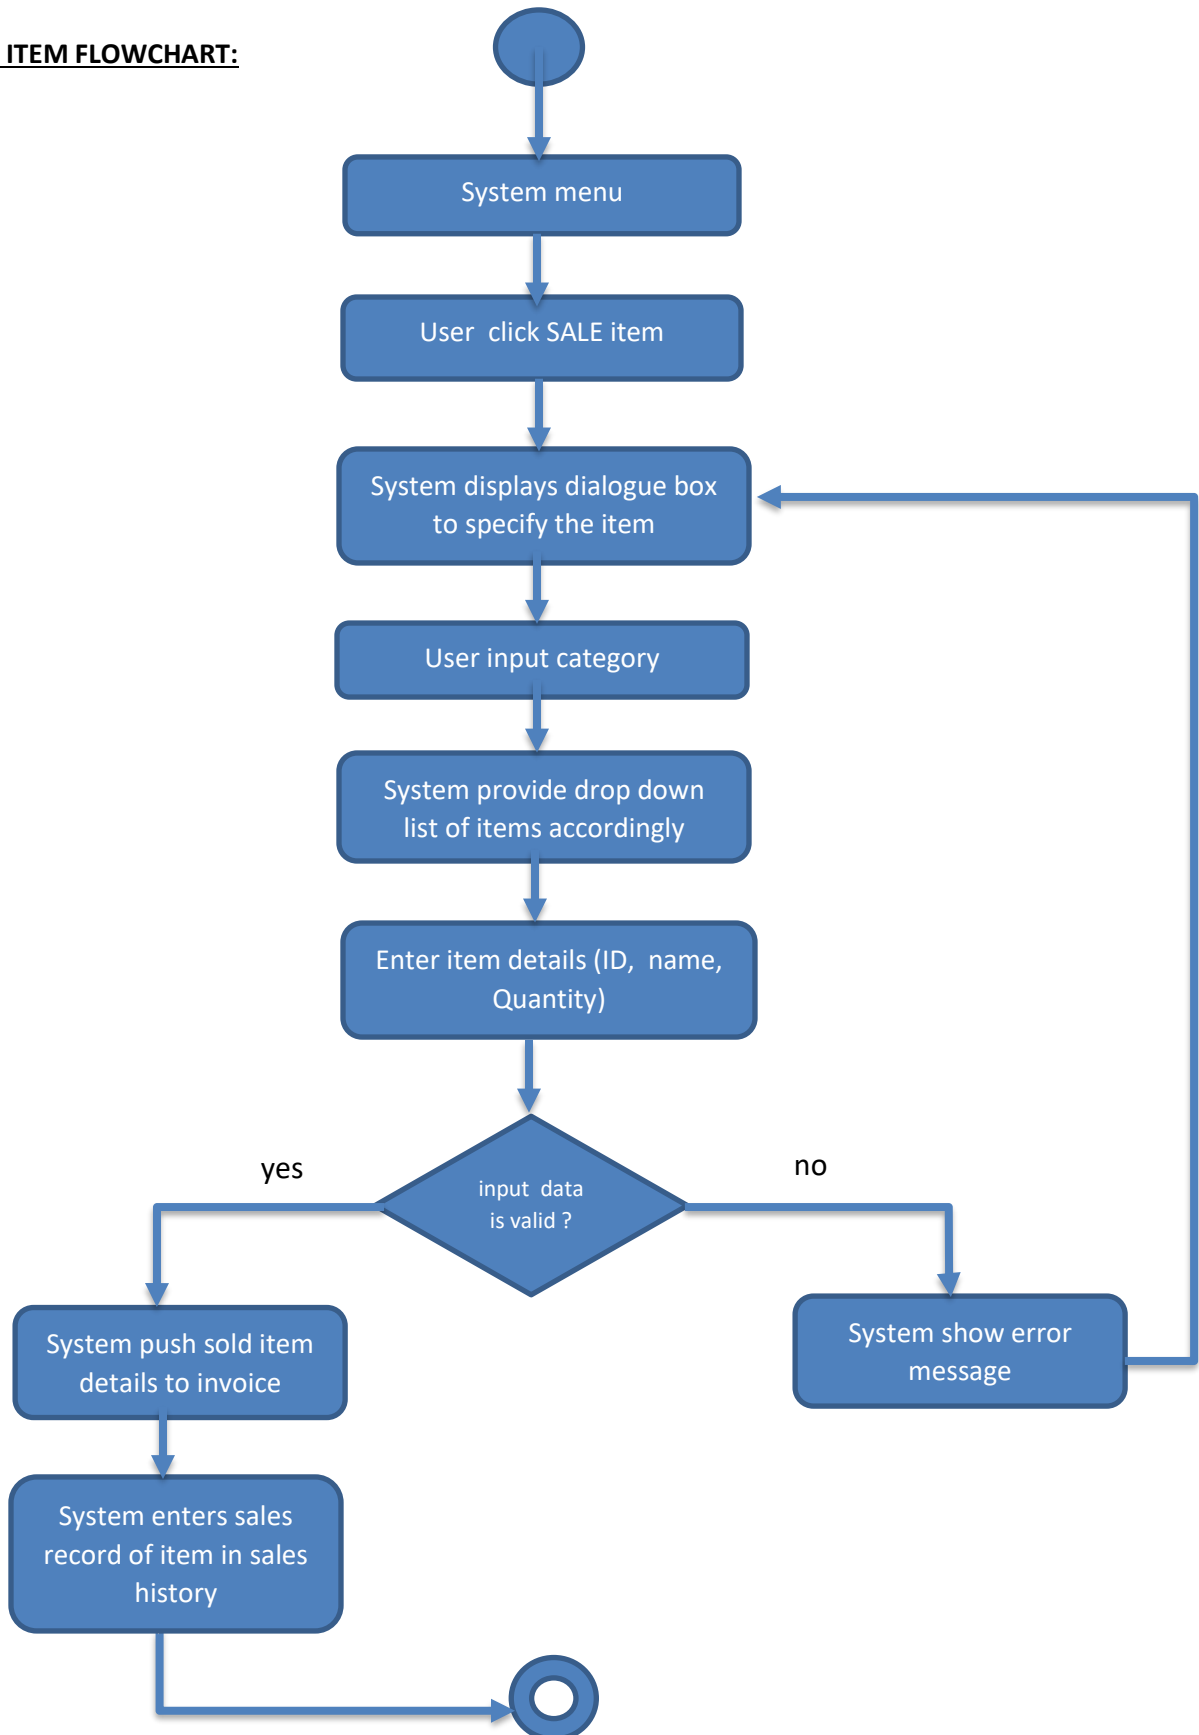 ITEM FLOWCHART:
System menu
User  click SALE item
System displays dialogue box
to specify the item
User input category
System provide drop down
list of items accordingly
Enter item details (ID,  name,
Quantity)
input  data
is valid ?
yes
no
System push sold item
details to invoice
System show error
message
System enters sales
record of item in sales
history